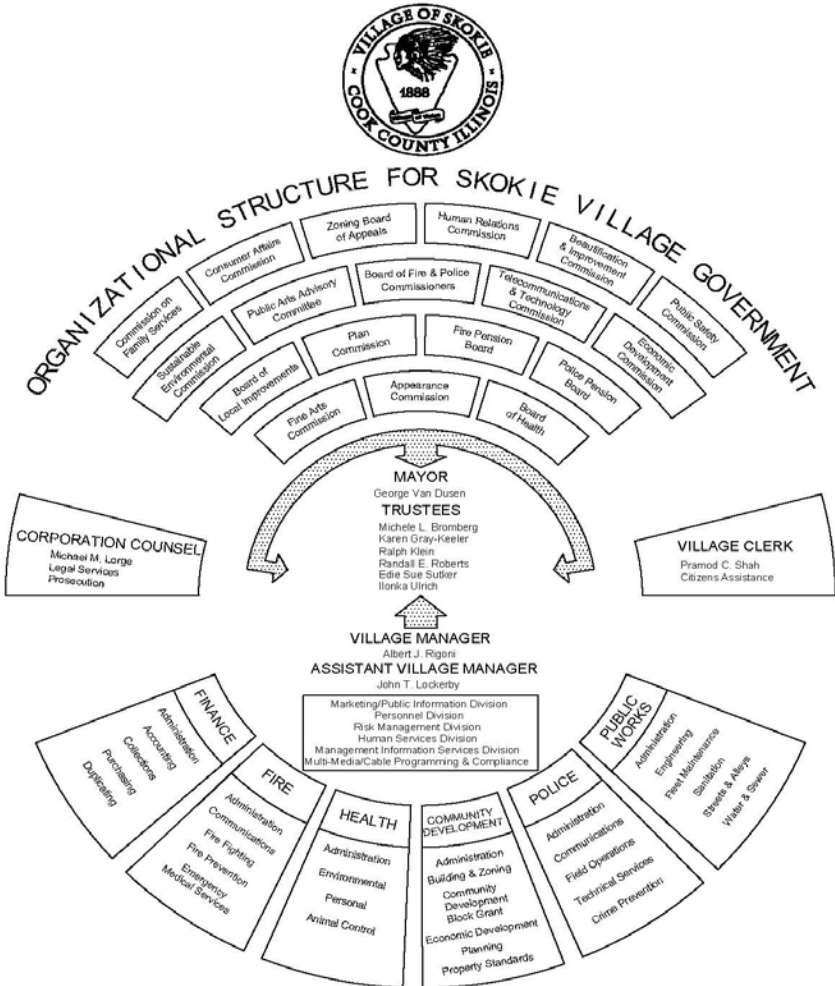 VILLAGE OF SKOKIE
1888
Village of Vision
COOK COUNTY ILLINOIS
ORGANIZATIONAL STRUCTURE FOR SKOKIE VILLAGE GOVERNMENT
Commission on
Family Services
Consumer Affairs
Commission
Zoning Board
of Appeals
Human Relations
Commission
Beautification
& Improvement
Commission
Public Safety
Commission
Sustainable
Environmental
Commission
Public Arts Advisory
Committee
Board of Fire & Police
Commissioners
Telecommunications
& Technology
Commission
Economic
Development
Commission
Board of
Local Improvements
Plan
Commission
Fire Pension
Board
Police Pension
Board
Fine Arts
Commission
Appearance
Commission
Board
of Health
MAYOR
George Van Dusen
TRUSTEES
Michele L. Bromberg
Karen Gray-Keeler
Ralph Klein
Randall E. Roberts
Edie Sue Sutker
Ilonka Ulrich
CORPORATION COUNSEL
Michael M. Lorge
Legal Services
Prosecution
VILLAGE CLERK
Pramod C. Shah
Citizens Assistance
VILLAGE MANAGER
Albert J. Rigoni
ASSISTANT VILLAGE MANAGER
John T. Lockerby
Marketing/Public Information Division
Personnel Division
Risk Management Division
Human Services Division
Management Information Services Division
Multi-Media/Cable Programming & Compliance
FINANCE
Administration
Accounting
Collections
Purchasing
Duplicating
FIRE
Administration
Communications
Fire Fighting
Fire Prevention
Emergency
Medical Services
HEALTH
Administration
Environmental
Personal
Animal Control
COMMUNITY
DEVELOPMENT
Administration
Building & Zoning
Community
Development
Block Grant
Economic Development
Planning
Property Standards
POLICE
Administration
Communications
Field Operations
Technical Services
Crime Prevention
PUBLIC
WORKS
Administration
Engineering
Fleet Maintenance
Sanitation
Streets & Alleys
Water & Sewer